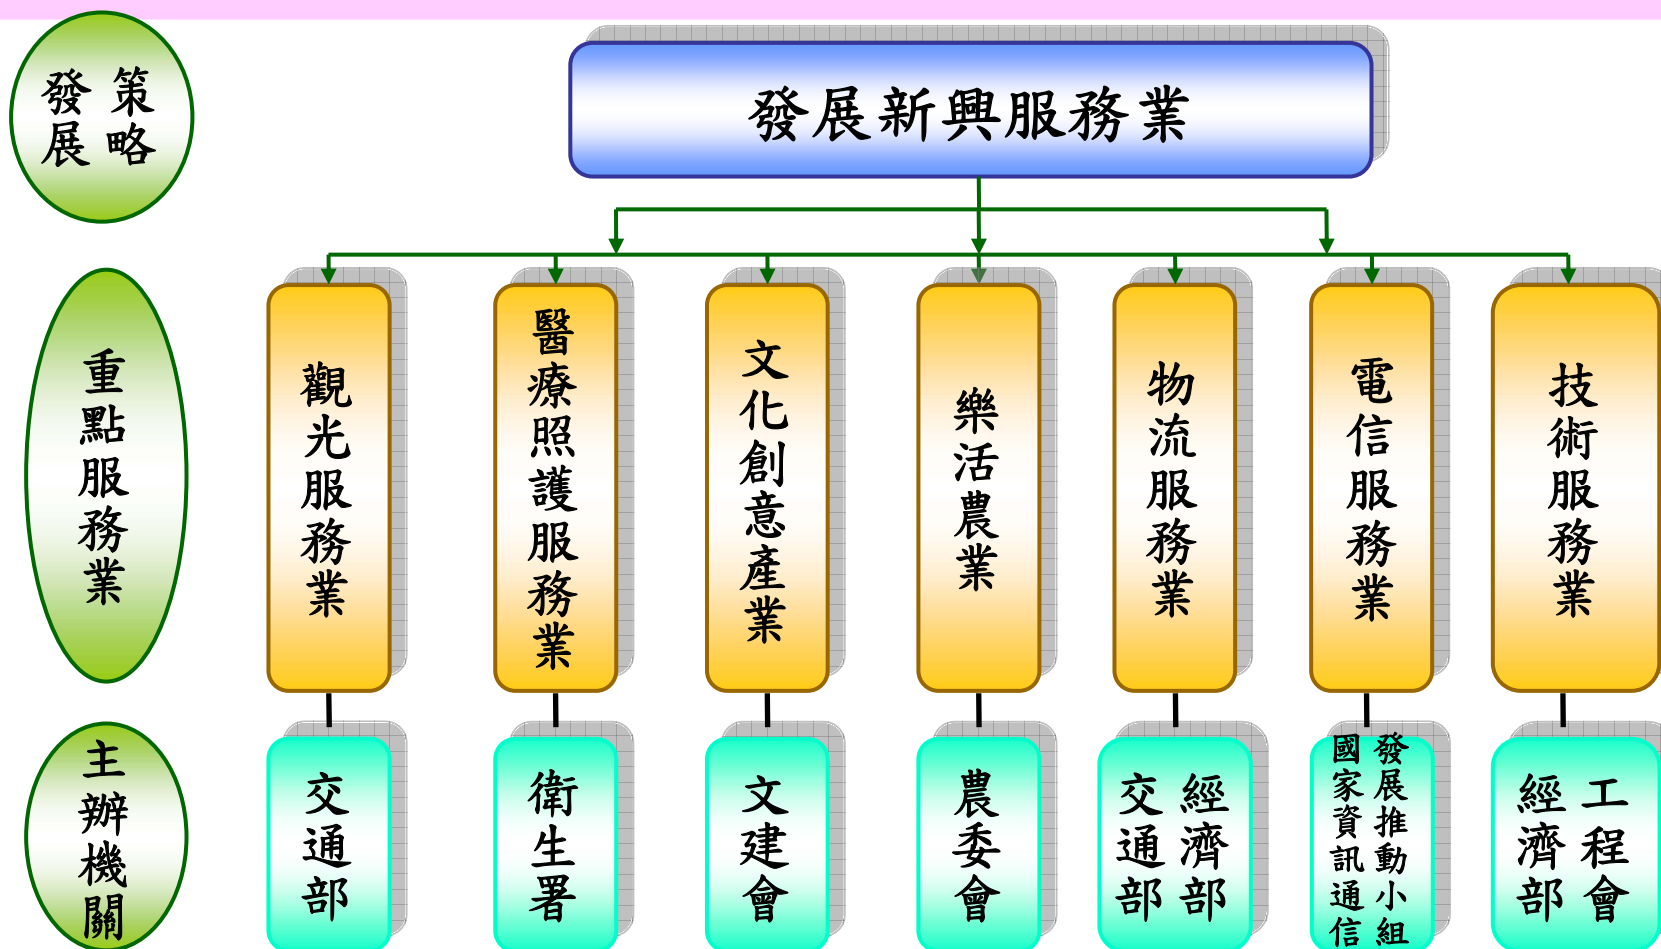 發展
策略
發展新興服務業
重點服務業
觀光服務業
醫療照護服務業
文化創意產業
樂活農業
物流服務業
電信服務業
技術服務業
主辦機關
交通部
衛生署
文建會
農委會
交通部
經濟部
國家資訊通信
發展推動小組
經濟部
工程會